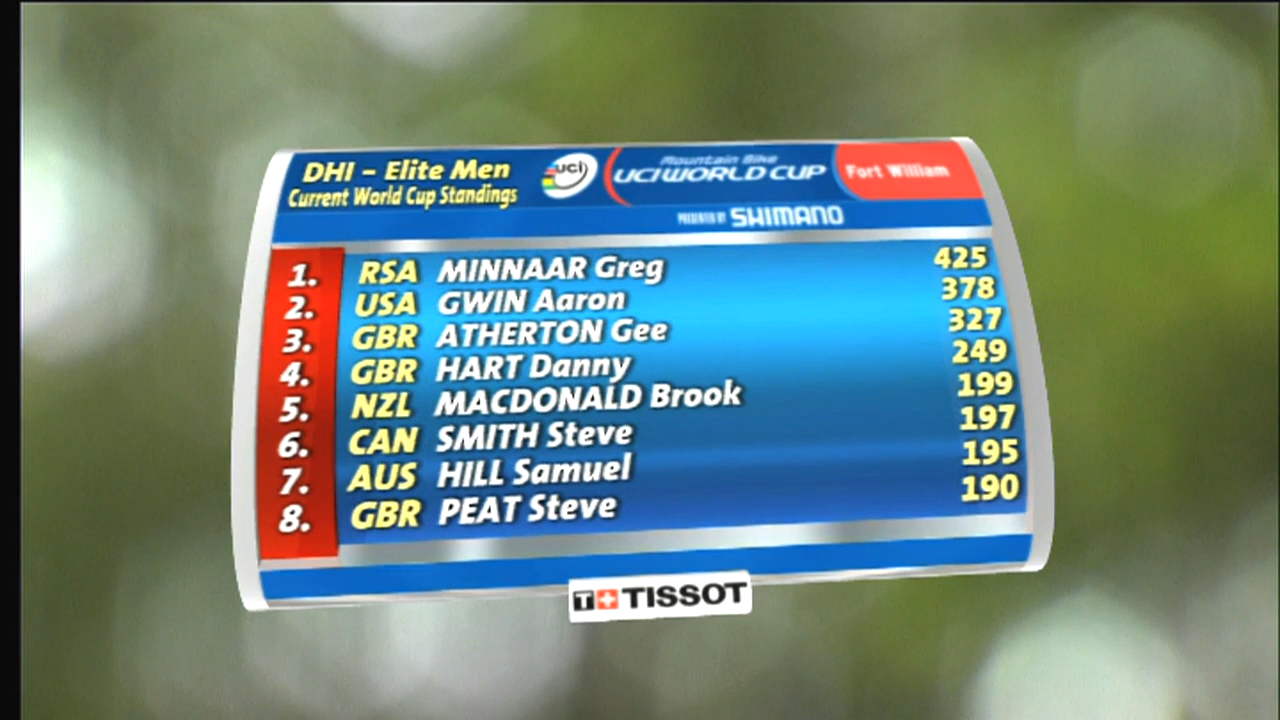 DHI – Elite Men
Current World Cup Standings
uci
Mountain Bike
UCI WORLD CUP
Fort William
PRESENTED BY SHIMANO
1. RSA MINNAAR Greg 425
2. USA GWIN Aaron 378
3. GBR ATHERTON Gee 327
4. GBR HART Danny 249
5. NZL MACDONALD Brook 199
6. CAN SMITH Steve 197
7. AUS HILL Samuel 195
8. GBR PEAT Steve 190
T+ TISSOT